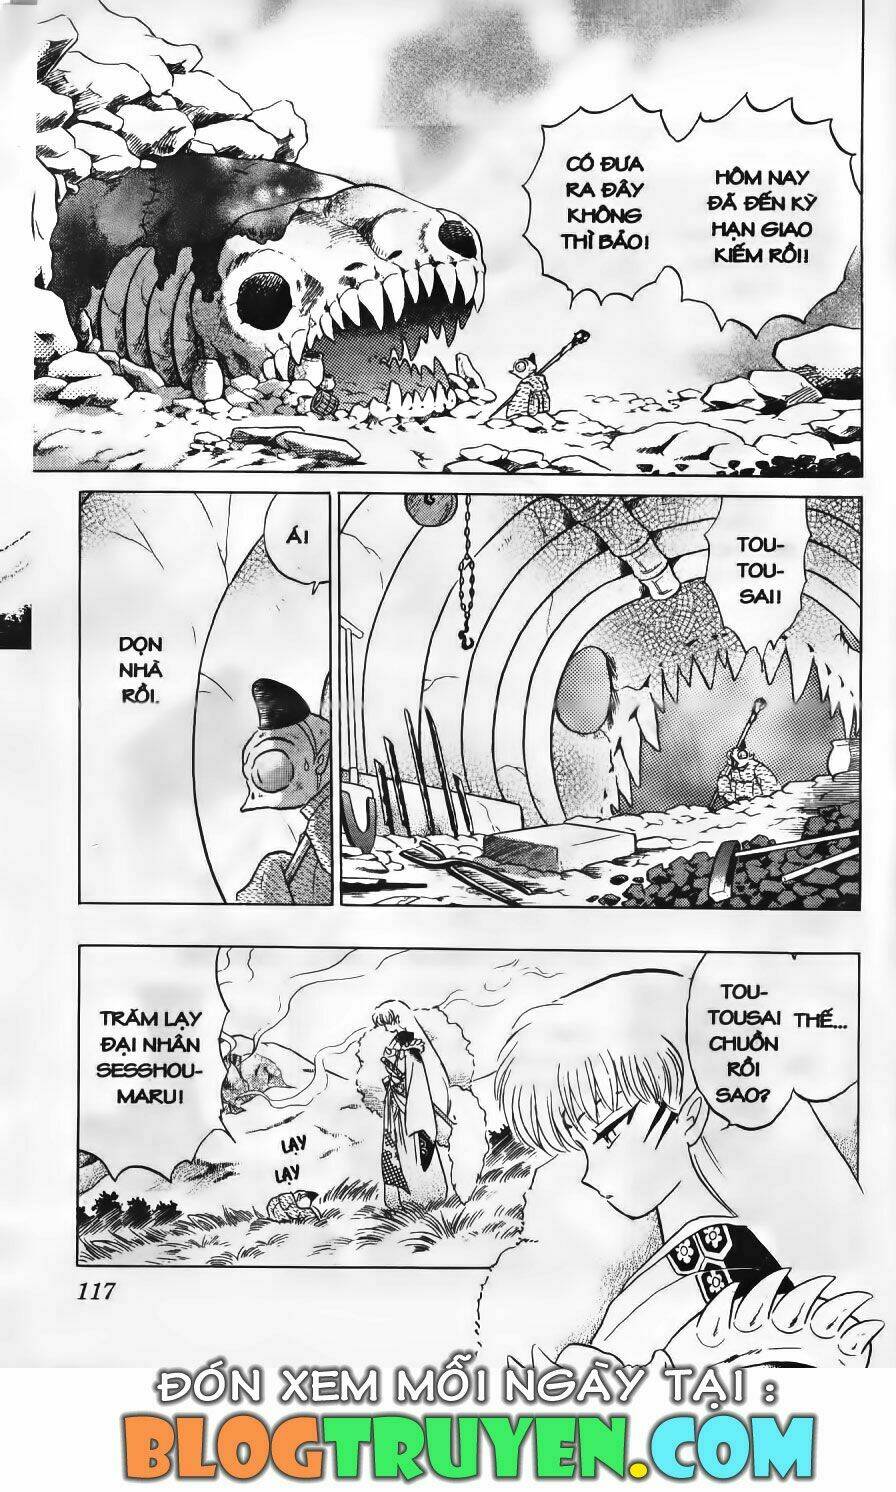 HÔM NAY
ĐÃ ĐẾN KỲ
HẠN GIAO
KIẾM RỒI!
CÓ ĐƯA
RA ĐÂY
KHÔNG
THÌ BẢO!
TOU-
TOU-
SAI!
ÁI
DỌN
NHÀ
RỒI.
THẾ...
TOU-
TOUSAI
CHUỒN
RỒI
SAO?
TRĂM LẠY
ĐẠI NHÂN
SESSHOU-
MARU!
LẠY
LẠY
117
ĐÓN XEM MỖI NGÀY TẠI :
BLOGTRUYEN.COM